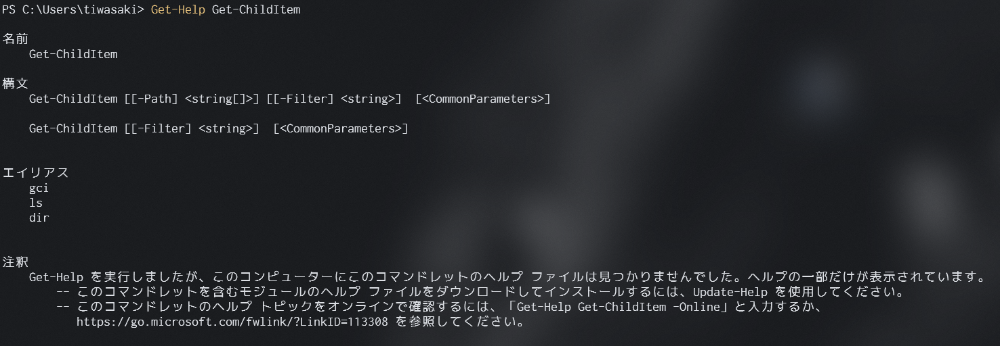 PS C:\Users\tiwasaki> Get-Help Get-ChildItem
名前
Get-ChildItem
構文
Get-ChildItem [[-Path] <string[]>] [[-Filter] <string>]  [<CommonParameters>]
Get-ChildItem [[-Filter] <string>]  [<CommonParameters>]
エイリアス
gci
ls
dir
注釈
Get-Help を実行しましたが、このコンピューターにこのコマンドレットのヘルプ ファイルは見つかりませんでした。ヘルプの一部だけが表示されています。
-- このコマンドレットを含むモジュールのヘルプ ファイルをダウンロードしてインストールするには、Update-Help を使用してください。
-- このコマンドレットのヘルプ トピックをオンラインで確認するには、「Get-Help Get-ChildItem -Online」と入力するか、
https://go.microsoft.com/fwlink/?LinkID=113308 を参照してください。